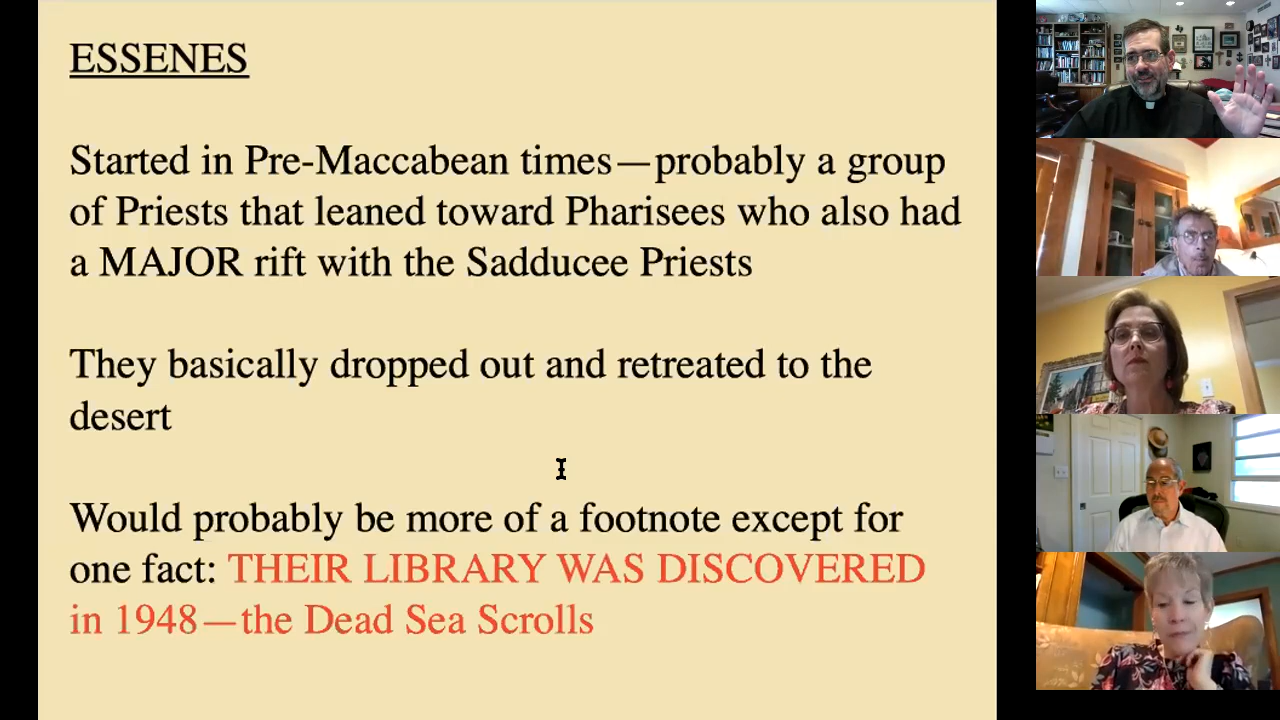 ESSENES
Started in Pre-Maccabean times—probably a group
of Priests that leaned toward Pharisees who also had
a MAJOR rift with the Sadducee Priests
They basically dropped out and retreated to the
desert
Would probably be more of a footnote except for
one fact: THEIR LIBRARY WAS DISCOVERED
in 1948—the Dead Sea Scrolls